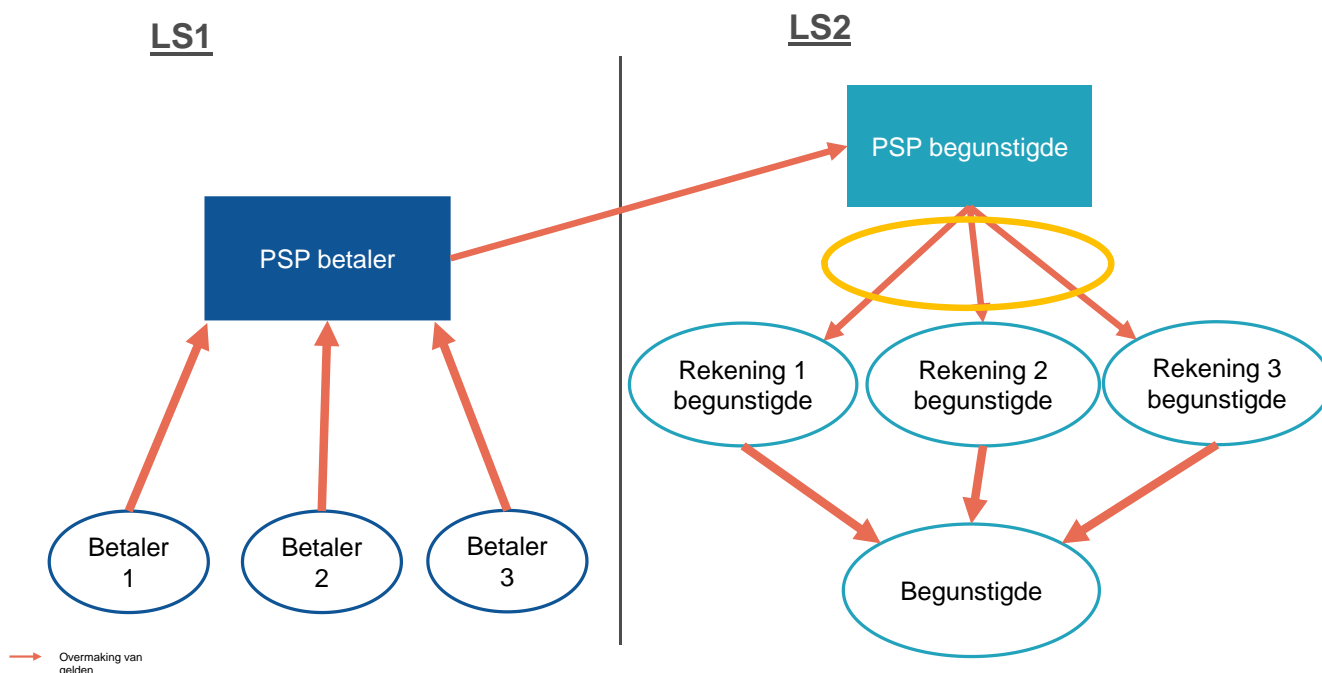 LS1
LS2
PSP begunstigde
PSP betaler
Rekening 1
begunstigde
Rekening 2
begunstigde
Rekening 3
begunstigde
Betaler
1
Betaler
2
Betaler
3
Begunstigde
Overmaking van
gelden